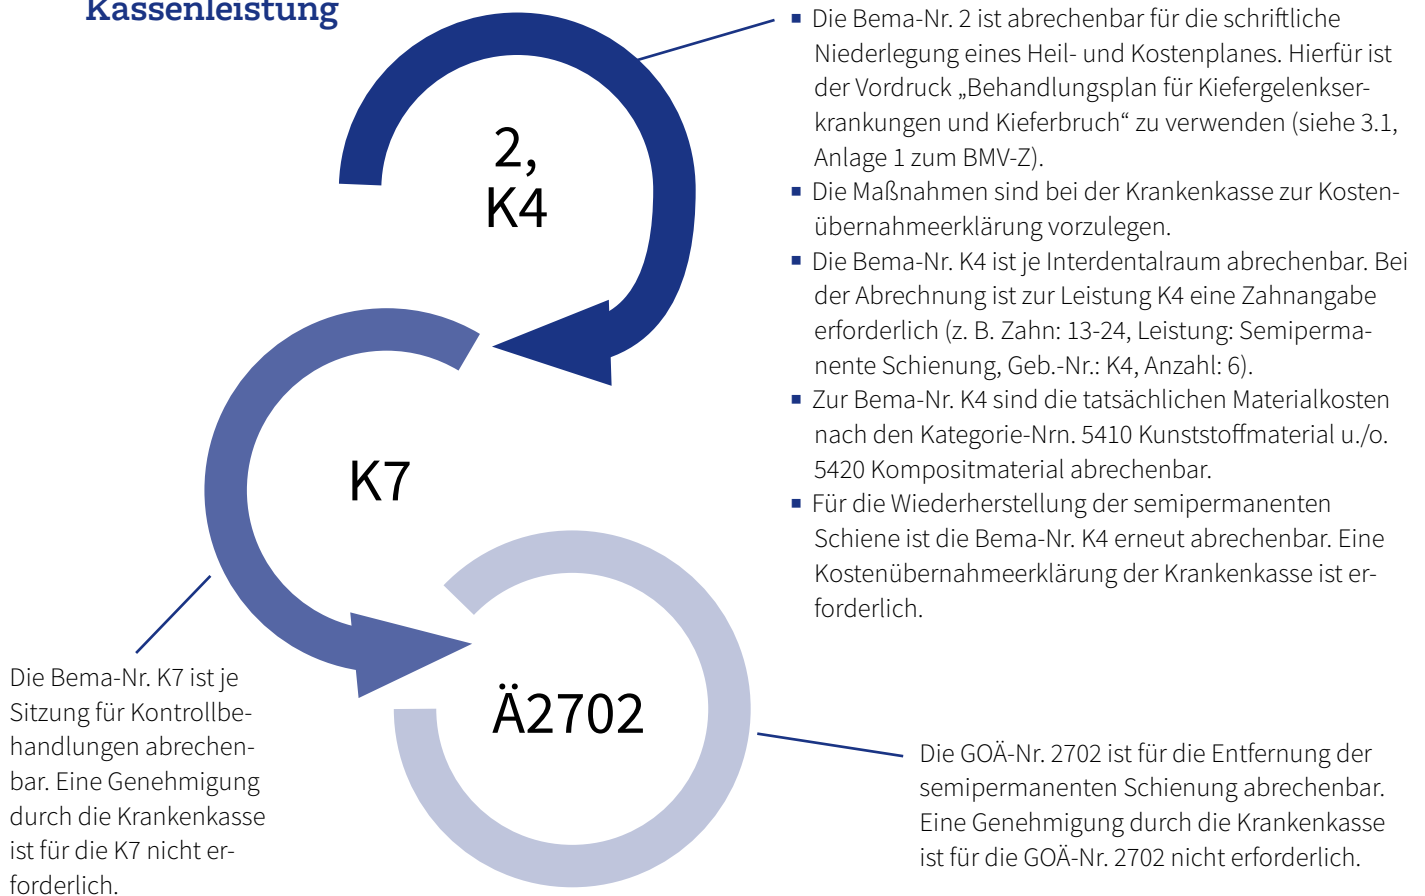 Kassenleistung
2,
K4
▪ Die Bema-Nr. 2 ist abrechenbar für die schriftliche
Niederlegung eines Heil- und Kostenplanes. Hierfür ist
der Vordruck „Behandlungsplan für Kiefergelenkser-
krankungen und Kieferbruch“ zu verwenden (siehe 3.1,
Anlage 1 zum BMV-Z).
▪ Die Maßnahmen sind bei der Krankenkasse zur Kosten-
übernahmeerklärung vorzulegen.
▪ Die Bema-Nr. K4 ist je Interdentalraum abrechenbar. Bei
der Abrechnung ist zur Leistung K4 eine Zahnangabe
erforderlich (z. B. Zahn: 13-24, Leistung: Semiperma-
nente Schienung, Geb.-Nr.: K4, Anzahl: 6).
▪ Zur Bema-Nr. K4 sind die tatsächlichen Materialkosten
nach den Kategorie-Nrn. 5410 Kunststoffmaterial u./o.
5420 Kompositmaterial abrechenbar.
▪ Für die Wiederherstellung der semipermanenten
Schiene ist die Bema-Nr. K4 erneut abrechenbar. Eine
Kostenübernahmeerklärung der Krankenkasse ist er-
forderlich.
K7
Die Bema-Nr. K7 ist je
Sitzung für Kontrollbe-
handlungen abrechen-
bar. Eine Genehmigung
durch die Krankenkasse
ist für die K7 nicht er-
forderlich.
Ä2702
Die GOÄ-Nr. 2702 ist für die Entfernung der
semipermanenten Schienung abrechenbar.
Eine Genehmigung durch die Krankenkasse
ist für die GOÄ-Nr. 2702 nicht erforderlich.